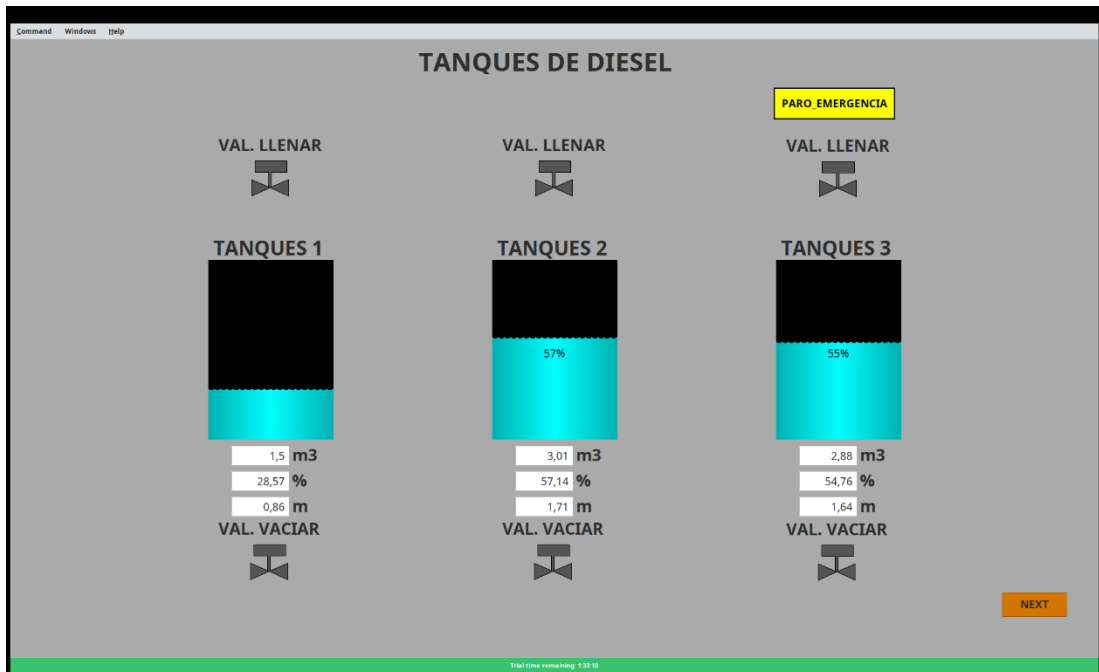 Command Windows Help
TANQUES DE DIESEL
PARO_EMERGENCIA
VAL. LLENAR VAL. LLENAR VAL. LLENAR
TANQUES 1 TANQUES 2 TANQUES 3
57% 55%
1,5 m3 3,01 m3 2,88 m3
28,57 % 57,14 % 54,76 %
0,86 m 1,71 m 1,64 m
VAL. VACIAR VAL. VACIAR VAL. VACIAR
NEXT
Trial time remaining: 1:33:10